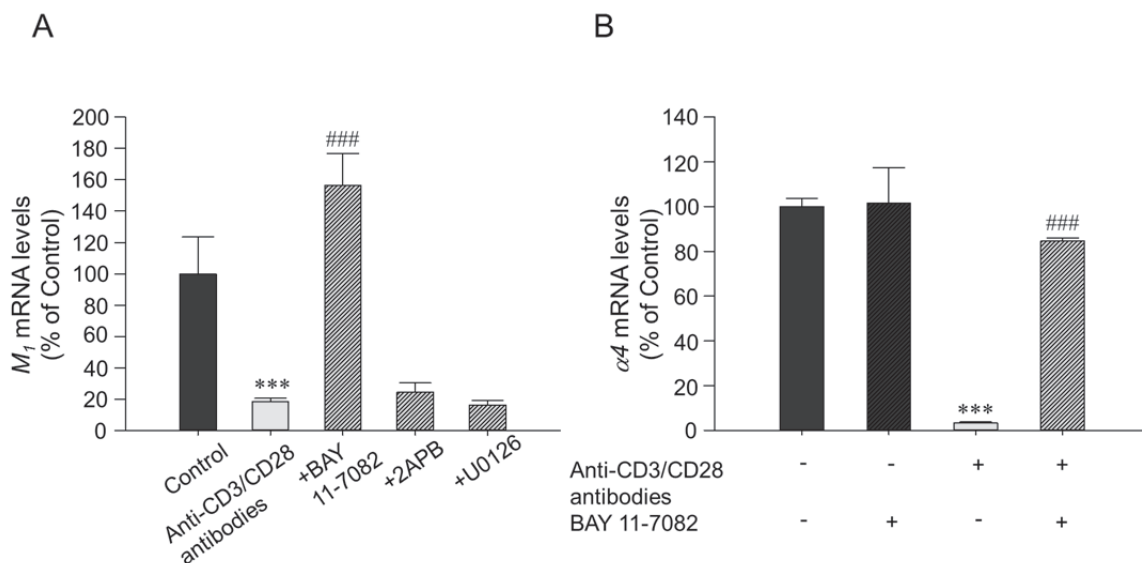 A
B
M1 mRNA levels
(% of Control)
200
180
160
140
120
100
80
60
40
20
0
###
***
Control
Anti-CD3/CD28
antibodies
+BAY
11-7082
+2APB
+U0126
α4 mRNA levels
(% of Control)
140
120
100
80
60
40
20
0
***
###
Anti-CD3/CD28 - - + +
antibodies
BAY 11-7082 - + - +